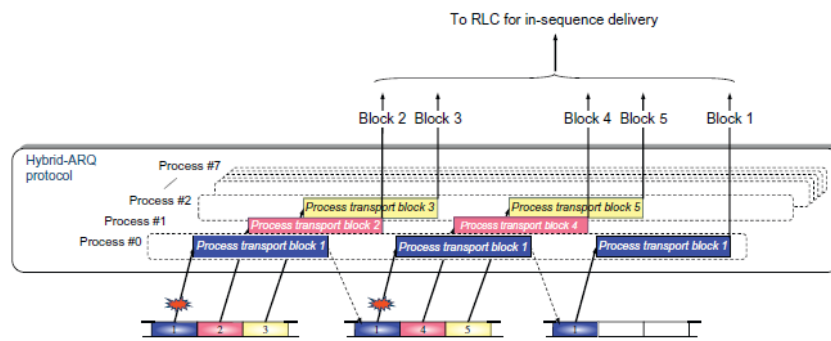 To RLC for in-sequence delivery
Block 2 Block 3 Block 4 Block 5 Block 1
Hybrid-ARQ
protocol
Process #7
Process #2
Process #1
Process #0
Process transport block 3 Process transport block 5
Process transport block 2 Process transport block 4
Process transport block 1 Process transport block 1 Process transport block 1
1 2 3 1 4 5 1